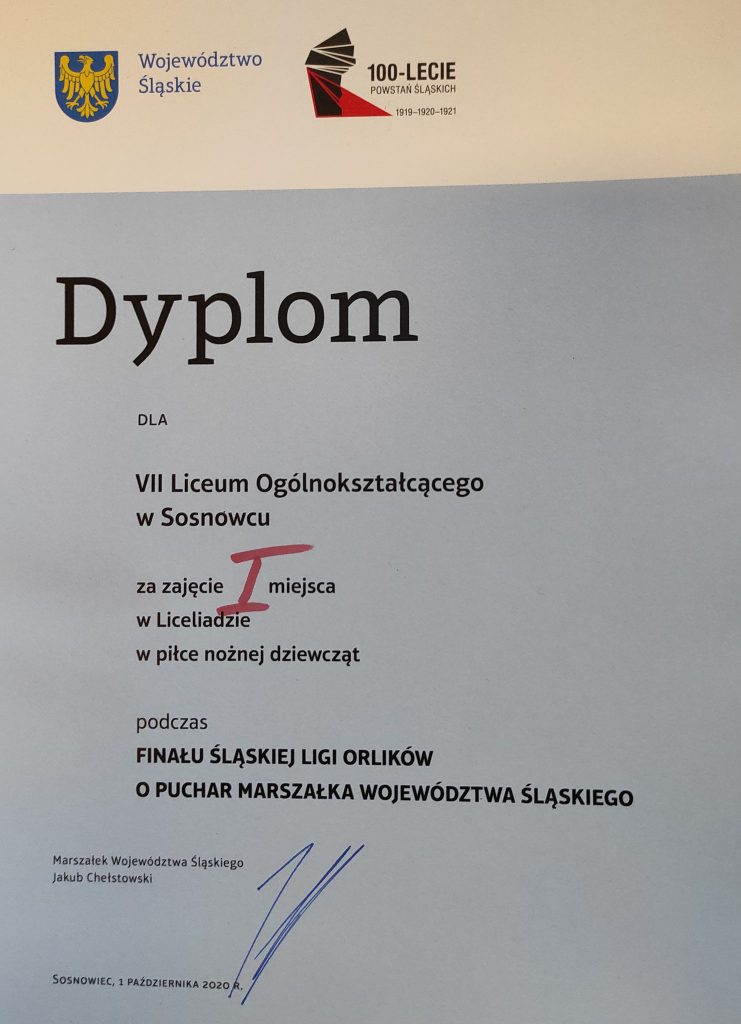 Województwo
Śląskie
100-LECIE
POWSTAŃ ŚLĄSKICH
1919–1920–1921
Dyplom
DLA
VII Liceum Ogólnokształcącego
w Sosnowcu
za zajęcie I miejsca
w Liceliadzie
w piłce nożnej dziewcząt
podczas
FINAŁU ŚLĄSKIEJ LIGI ORLIKÓW
O PUCHAR MARSZAŁKA WOJEWÓDZTWA ŚLĄSKIEGO
Marszałek Województwa Śląskiego
Jakub Chełstowski
SOSNOWIEC, 1 PAŹDZIERNIKA 2020 R.